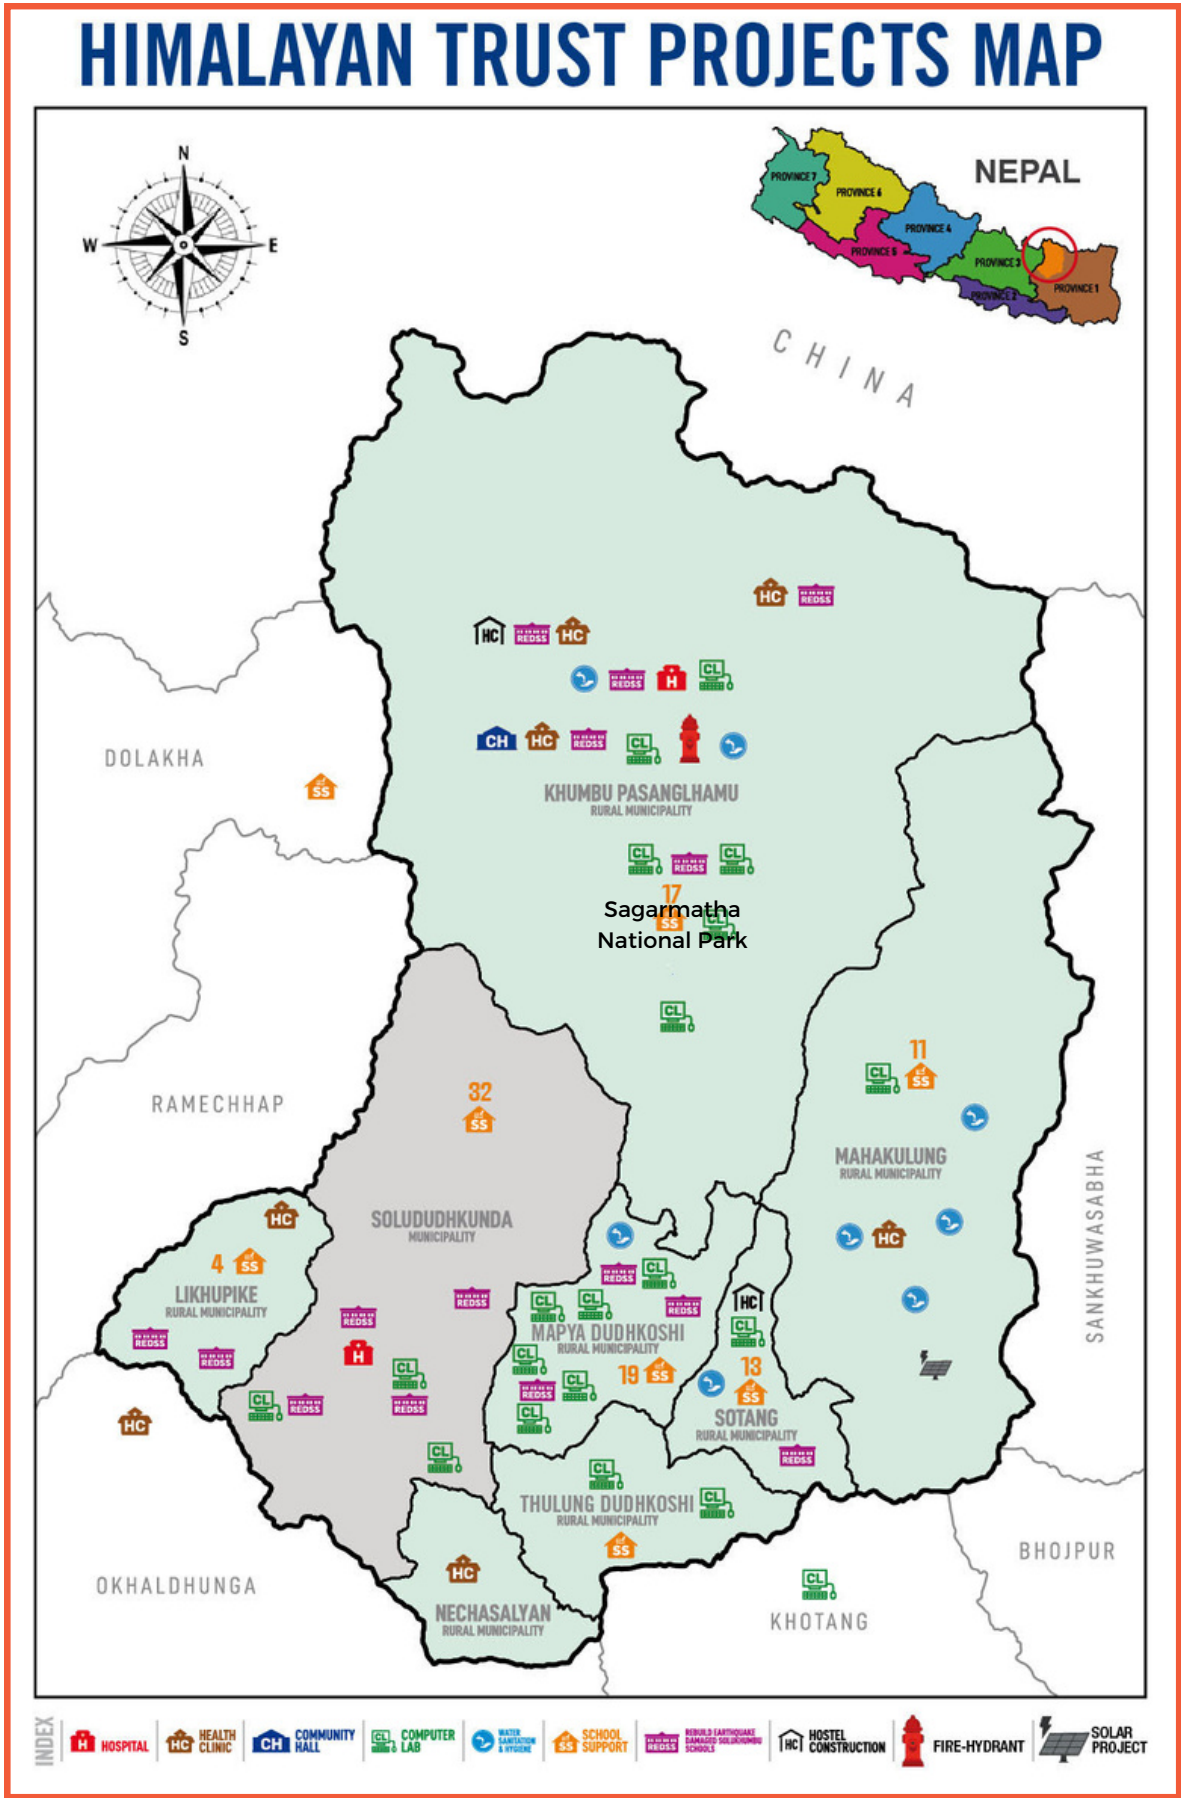 HIMALAYAN TRUST PROJECTS MAP
N
W
E
S
NEPAL
PROVINCE 7
PROVINCE 6
PROVINCE 4
PROVINCE 5
PROVINCE 3
PROVINCE 2
PROVINCE 1
CHINA
HC
REDSS
HC
REDSS
HC
REDSS
H
CL
CH
HC
REDSS
CL
KHUMBU PASANGLHAMU
RURAL MUNICIPALITY
DOLAKHA
SS
CL
REDSS
CL
17
SS
CL
Sagarmatha
National Park
CL
11
CL
SS
MAHAKULUNG
RURAL MUNICIPALITY
HC
RAMECHHAP
32
SS
SOLUDUDHKUNDA
MUNICIPALITY
SANKHUWASABHA
HC
4
SS
LIKHUPIKE
RURAL MUNICIPALITY
REDSS
REDSS
REDSS
REDSS
H
CL
CL
REDSS
REDSS
CL
REDSS
CL
CL
CL
REDSS
MAPYA DUDHKOSHI
RURAL MUNICIPALITY
CL
19
SS
REDSS
CL
CL
HC
CL
13
SS
SOTANG
RURAL MUNICIPALITY
REDSS
HC
CL
THULUNG DUDHKOSHI
RURAL MUNICIPALITY
CL
SS
HC
NECHASALYAN
RURAL MUNICIPALITY
OKHALDHUNGA
CL
KHOTANG
BHOJPUR
INDEX
H HOSPITAL
HC HEALTH
CLINIC
CH COMMUNITY
HALL
CL COMPUTER
LAB
WATER
SANITATION
& HYGIENE
SS SCHOOL
SUPPORT
REDSS REBUILD EARTHQUAKE
DAMAGED SOLUKHUMBU
SCHOOLS
HC HOSTEL
CONSTRUCTION
FIRE-HYDRANT
SOLAR
PROJECT